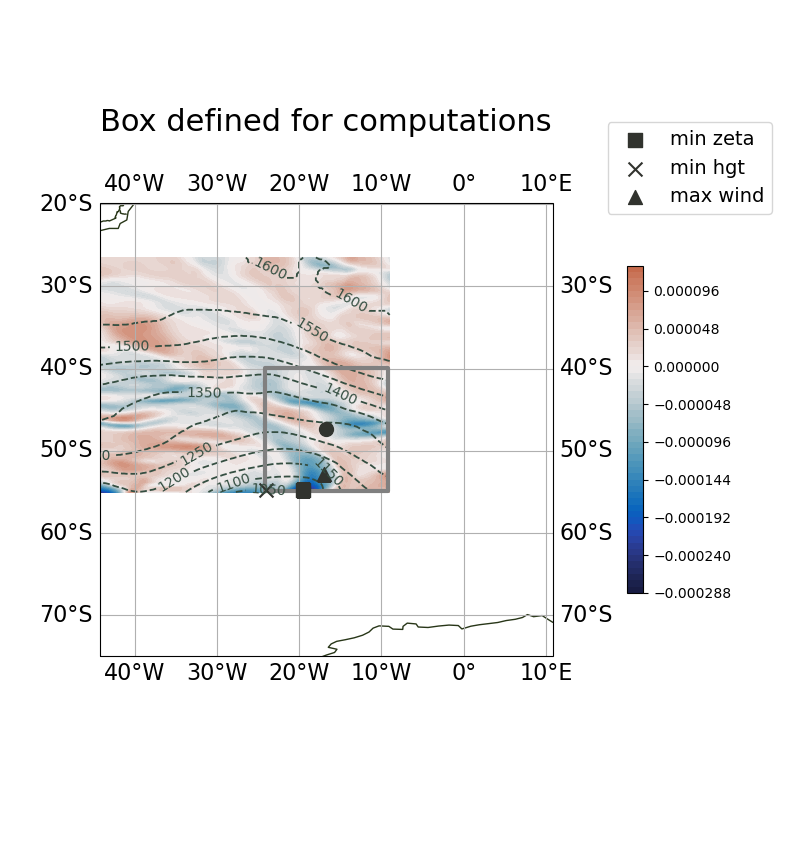 Box defined for computations
min zeta
min hgt
max wind
40°W 30°W 20°W 10°W 0° 10°E
20°S
30°S 30°S
40°S 40°S
50°S 50°S
60°S 60°S
70°S 70°S
40°W 30°W 20°W 10°W 0° 10°E
1600
1600
1550
1500
1350
1400
0
1250
1200
1100
1050
1150
0.000096
0.000048
0.000000
−0.000048
−0.000096
−0.000144
−0.000192
−0.000240
−0.000288